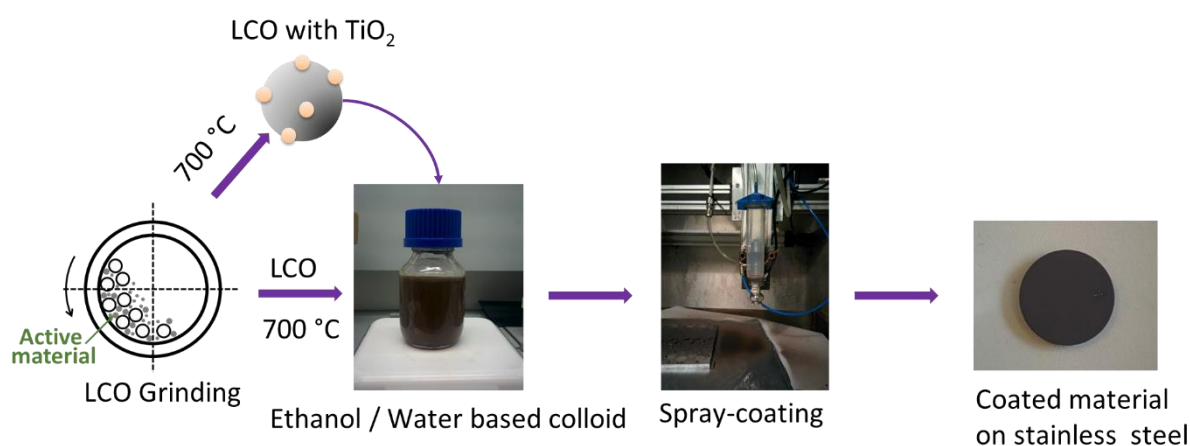 LCO with TiO₂
700 °C
Active
material
LCO Grinding
LCO
700 °C
Ethanol / Water based colloid
Spray-coating
Coated material
on stainless steel